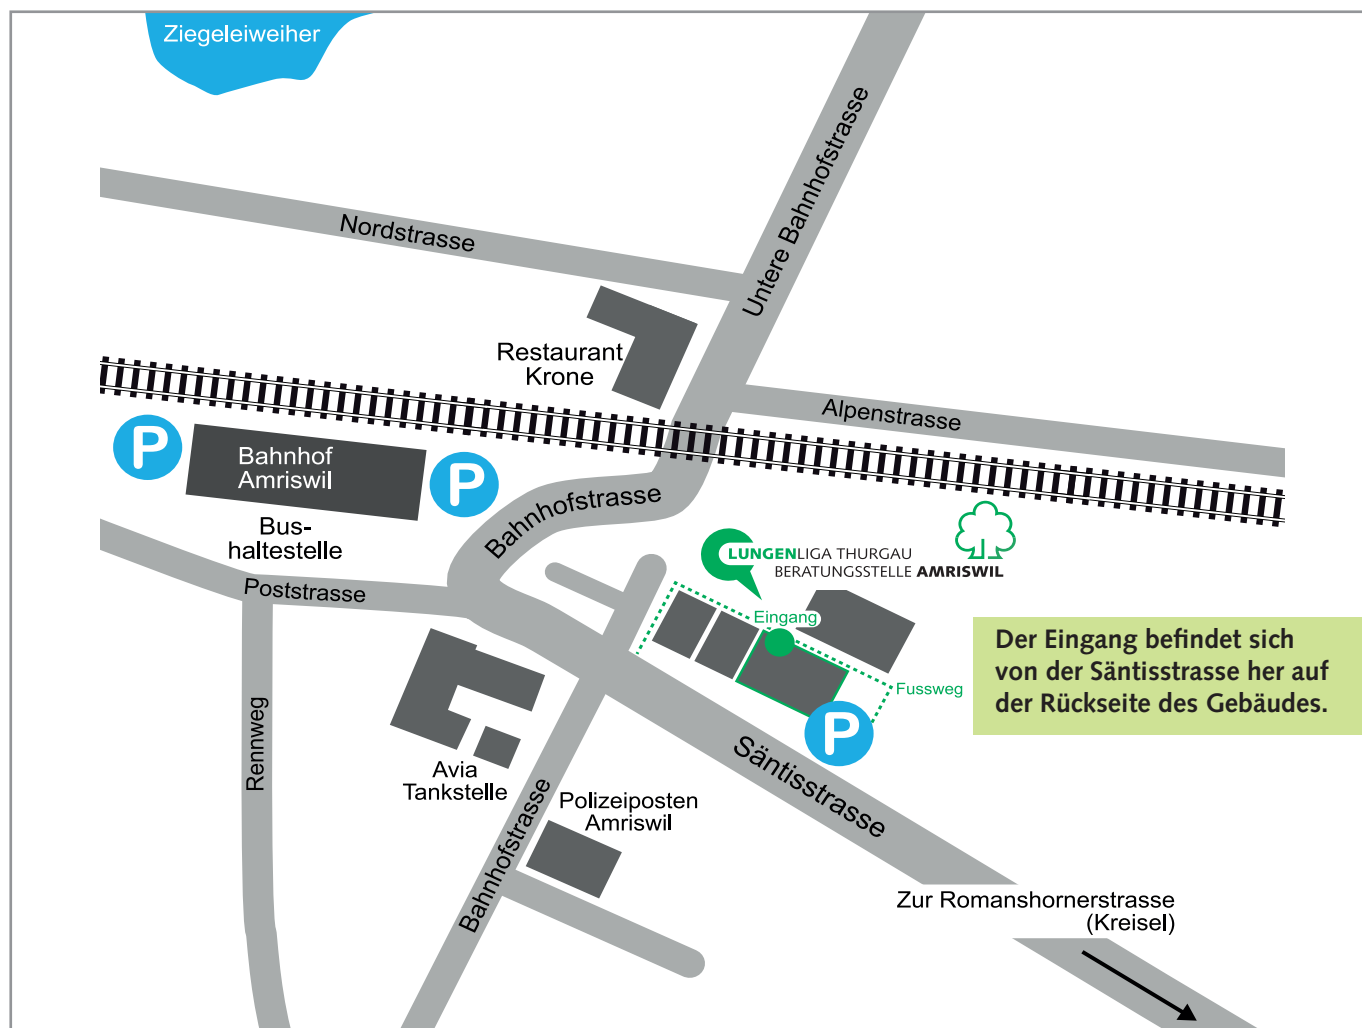 Ziegeleiweiher
Nordstrasse
Untere Bahnhofstrasse
Restaurant
Krone
Alpenstrasse
P
Bahnhof
Amriswil
P
Bus-
haltestelle
Bahnhofstrasse
LUNGENLIGA THURGAU
BERATUNGSSTELLE AMRISWIL
Poststrasse
Eingang
Der Eingang befindet sich
von der Säntisstrasse her auf
der Rückseite des Gebäudes.
Fussweg
Rennweg
P
Säntisstrasse
Avia
Tankstelle
Bahnhofstrasse
Polizeiposten
Amriswil
Zur Romanshornerstrasse
(Kreisel)